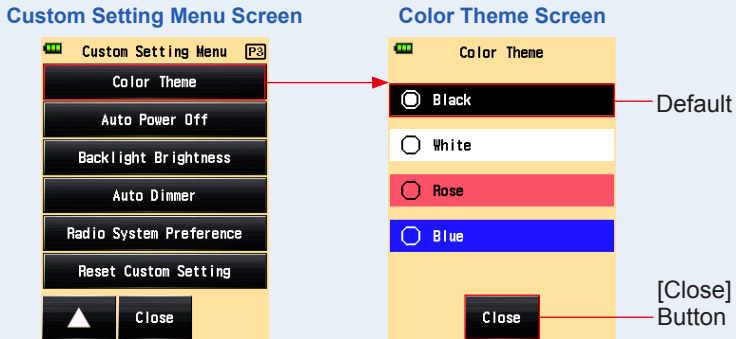 Custom Setting Menu Screen
Custom Setting Menu P3
Color Theme
Auto Power Off
Backlight Brightness
Auto Dimmer
Radio System Preference
Reset Custom Setting
Close
Color Theme Screen
Color Theme
Black
White
Rose
Blue
Close
Default
[Close]
Button